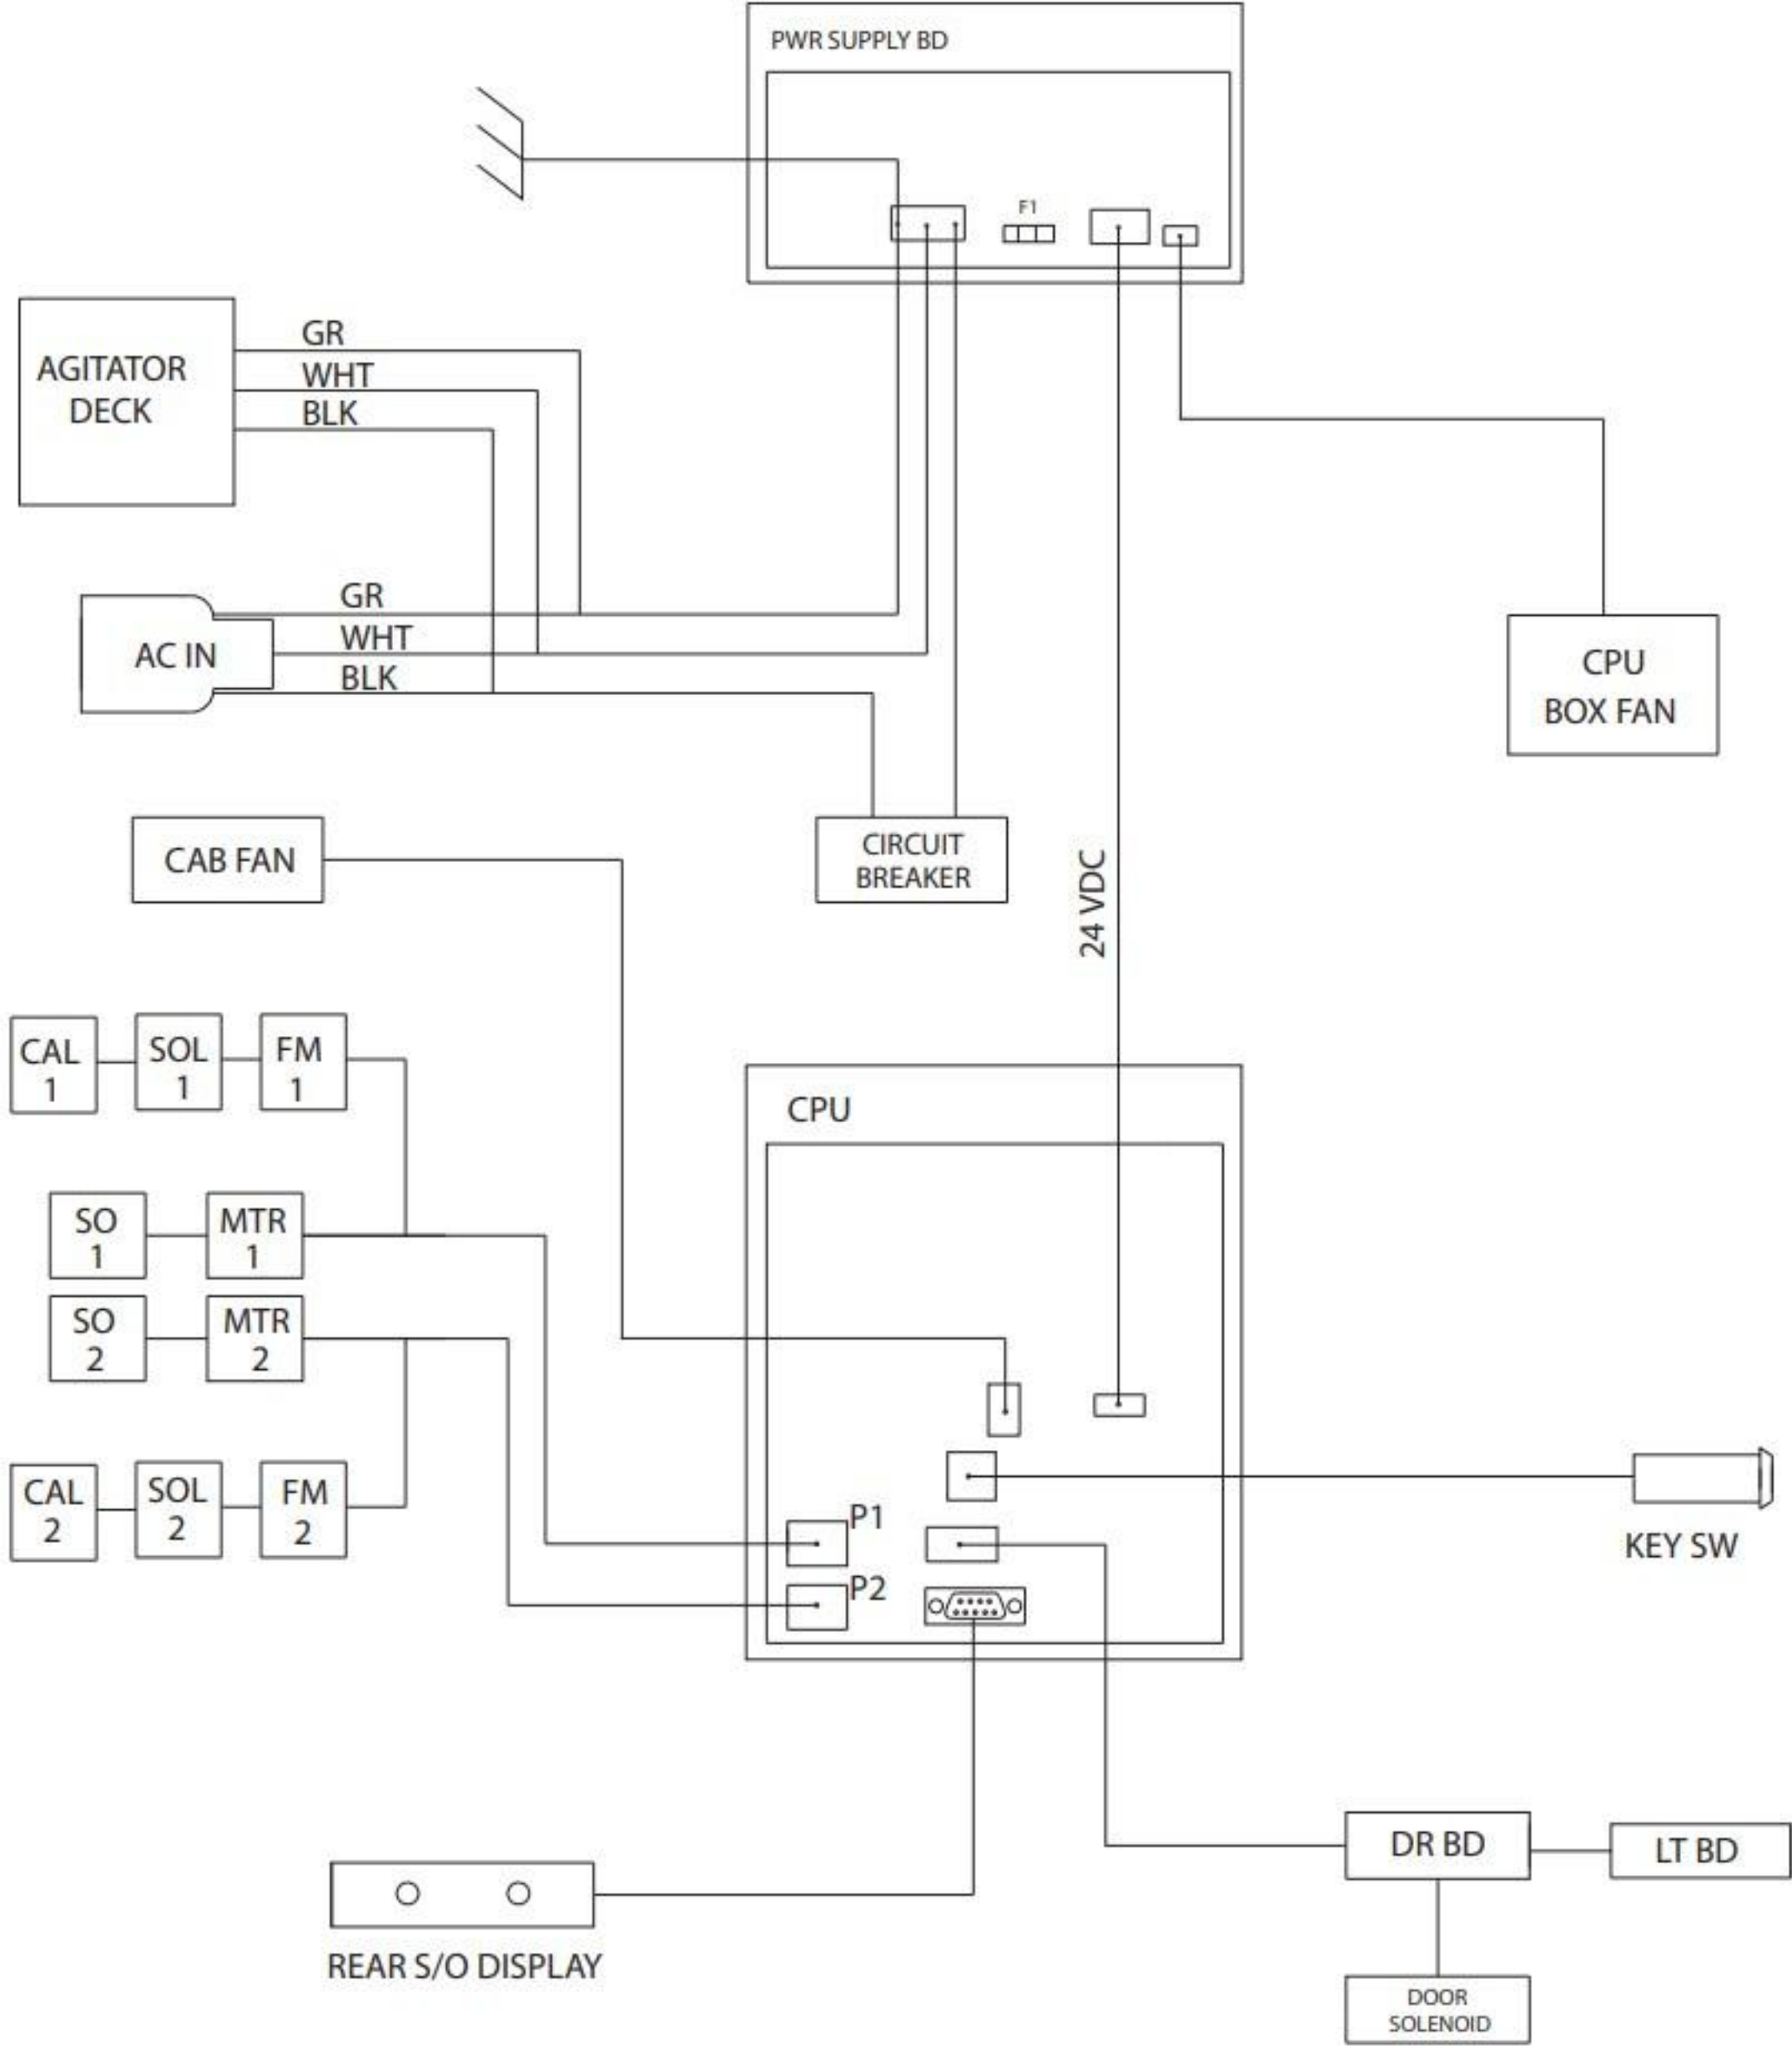 PWR SUPPLY BD
F1
AGITATOR
DECK
GR
WHT
BLK
AC IN
GR
WHT
BLK
CPU
BOX FAN
CAB FAN
CIRCUIT
BREAKER
24 VDC
CAL
1
SOL
1
FM
1
CPU
SO
1
MTR
1
SO
2
MTR
2
CAL
2
SOL
2
FM
2
P1
P2
KEY SW
DR BD
LT BD
REAR S/O DISPLAY
DOOR
SOLENOID